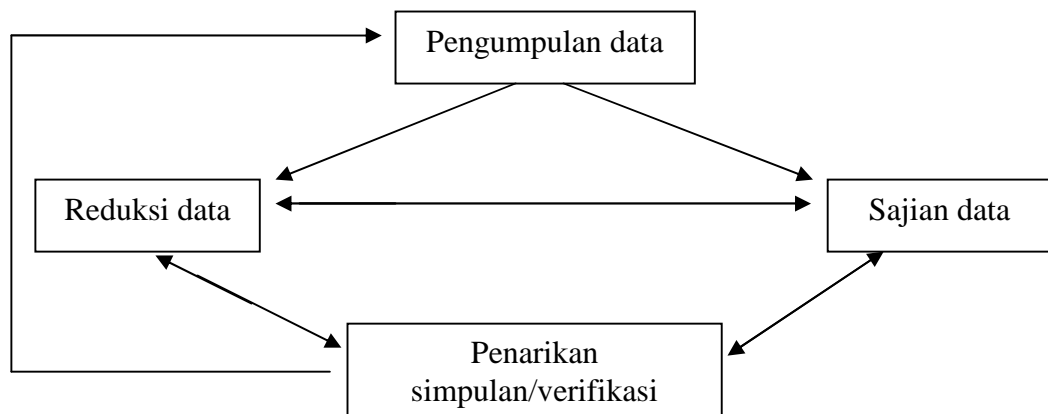 Pengumpulan data
Reduksi data
Sajian data
Penarikan
simpulan/verifikasi